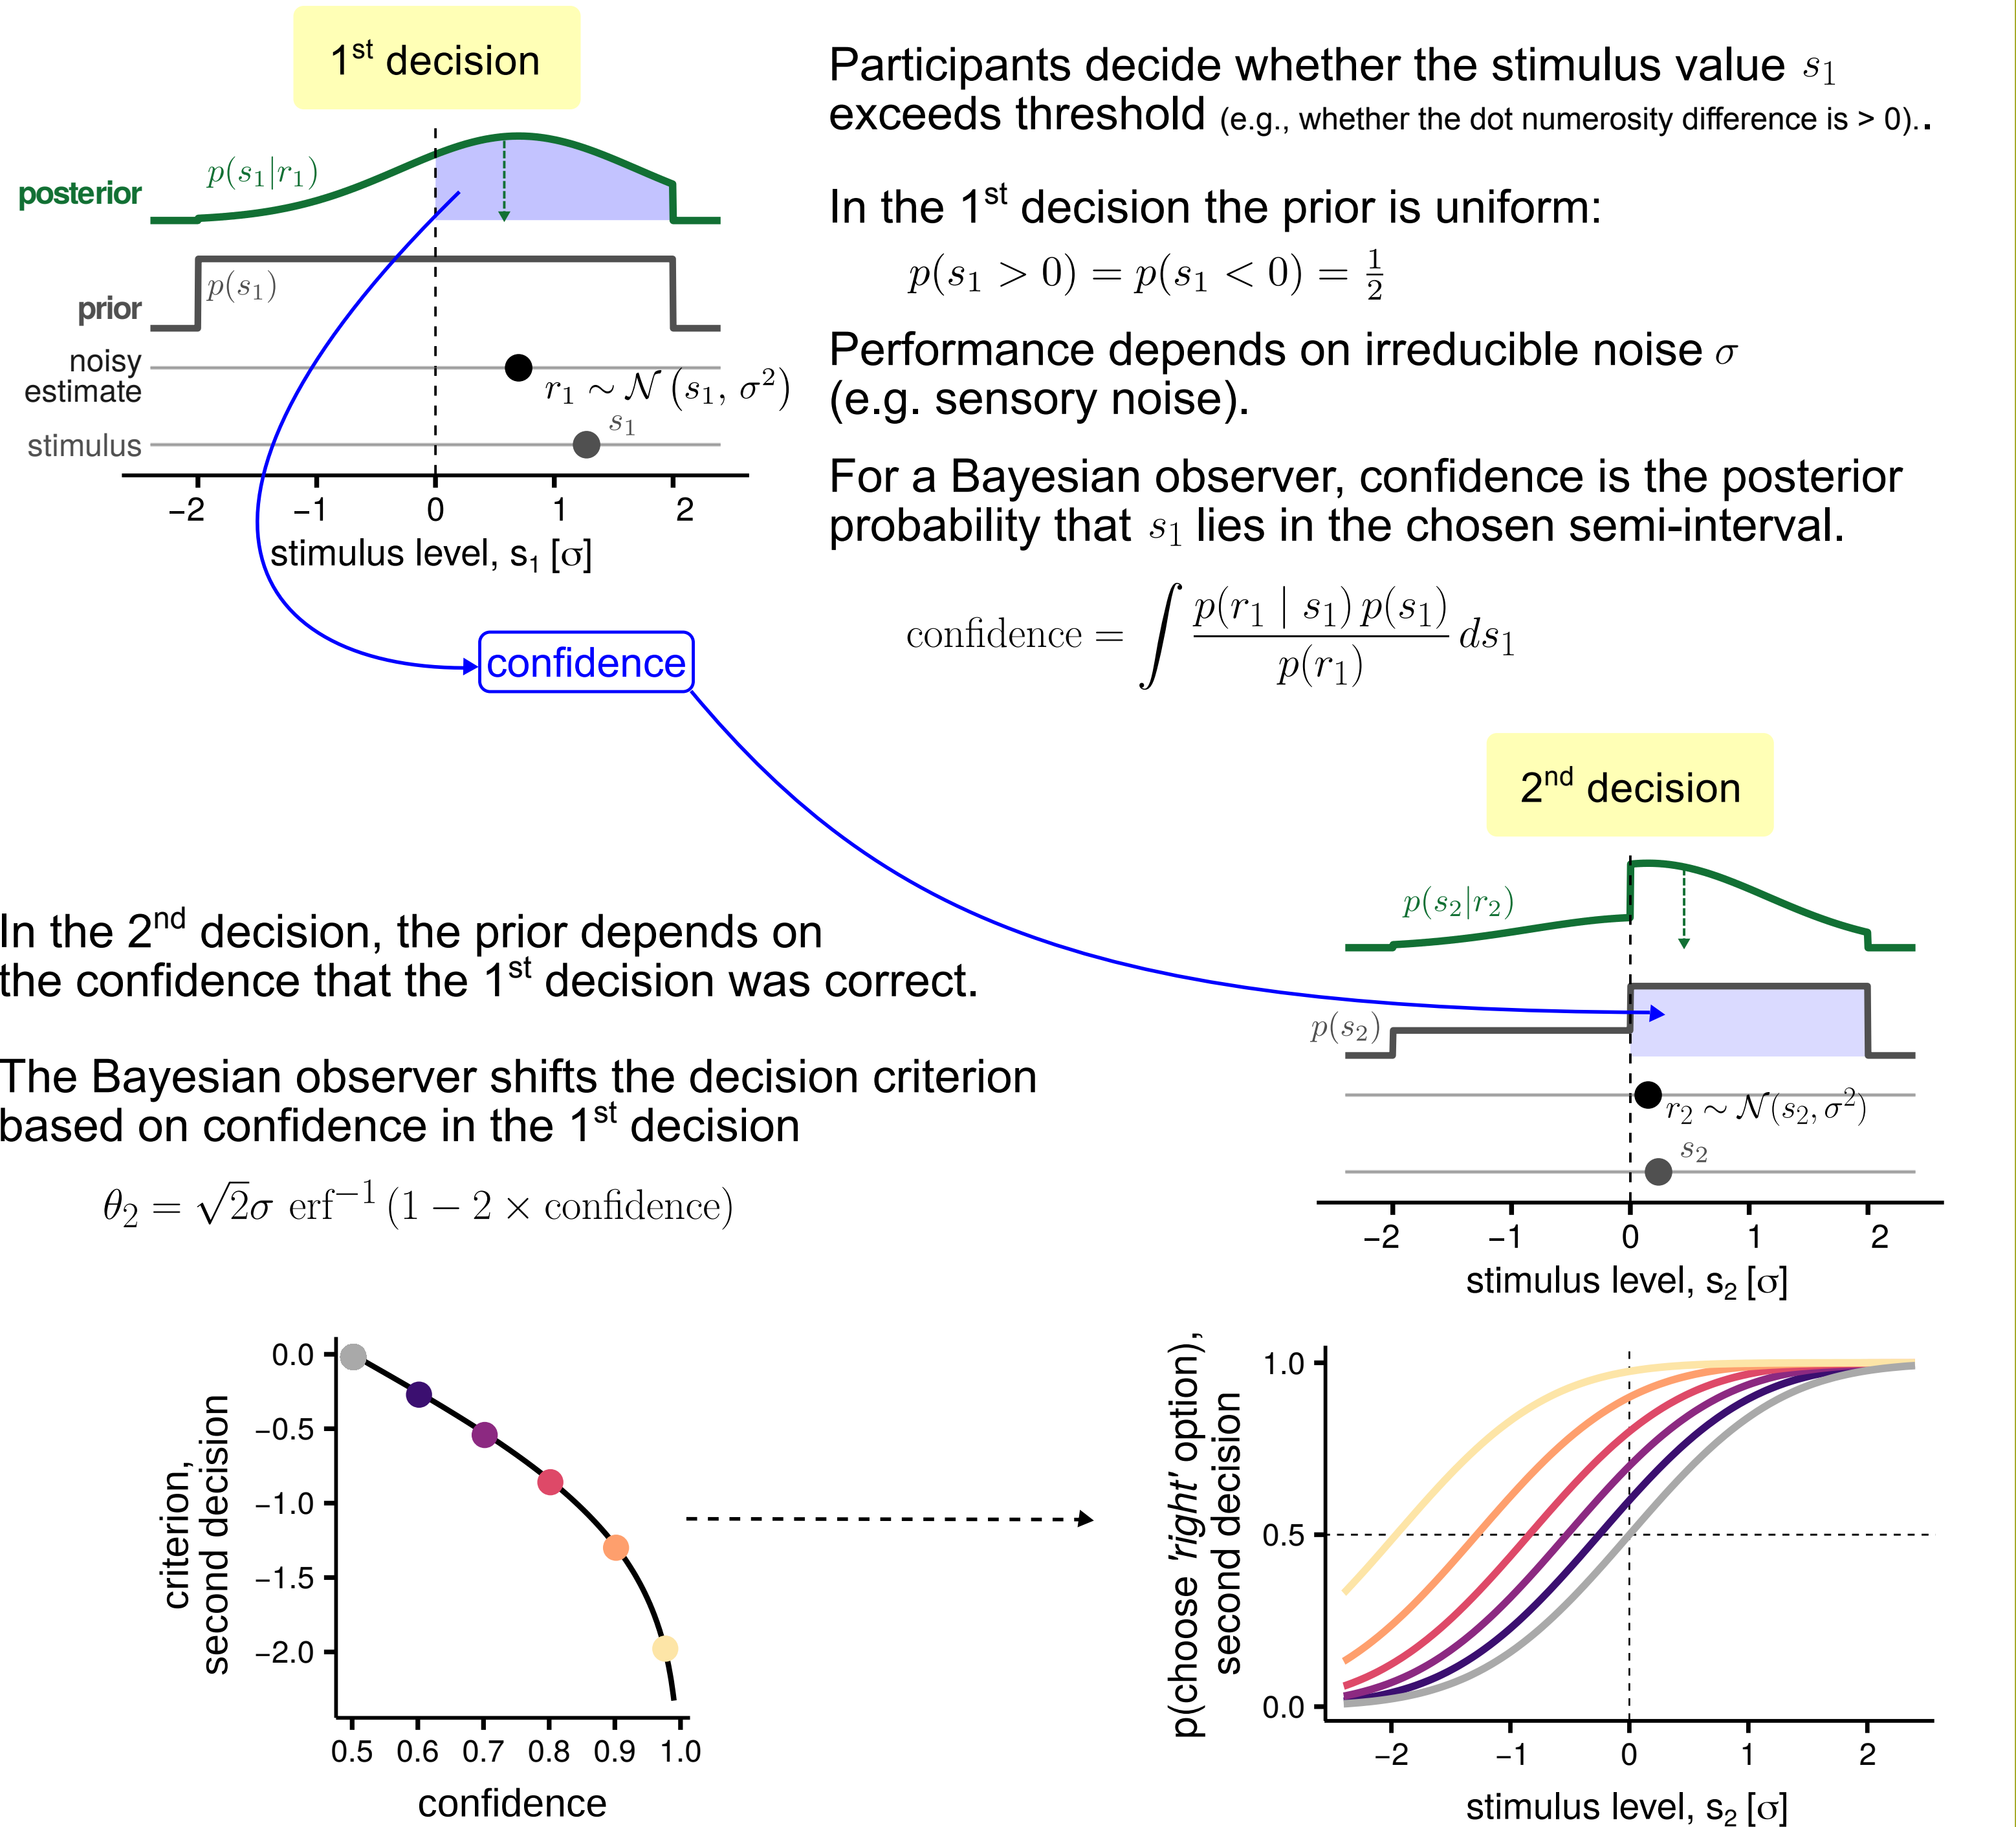 1st decision
Participants decide whether the stimulus value s₁
exceeds threshold (e.g., whether the dot numerosity difference is > 0)..
posterior
p(s₁|r₁)
prior
p(s₁)
noisy
estimate
r₁ ∼ 𝒩 (s₁, σ²)
stimulus
s₁
−2 −1 0 1 2
stimulus level, s₁ [σ]
In the 1st decision the prior is uniform:
p(s₁ > 0) = p(s₁ < 0) = 1/2
Performance depends on irreducible noise σ
(e.g. sensory noise).
For a Bayesian observer, confidence is the posterior
probability that s₁ lies in the chosen semi-interval.
confidence = ∫ p(r₁ | s₁) p(s₁) / p(r₁) ds₁
confidence
2nd decision
p(s₂|r₂)
p(s₂)
r₂ ∼ 𝒩(s₂, σ²)
s₂
−2 −1 0 1 2
stimulus level, s₂ [σ]
In the 2nd decision, the prior depends on
the confidence that the 1st decision was correct.
The Bayesian observer shifts the decision criterion
based on confidence in the 1st decision
θ₂ = √2σ erf⁻¹ (1 − 2 × confidence)
criterion,
second decision
0.0
−0.5
−1.0
−1.5
−2.0
0.5 0.6 0.7 0.8 0.9 1.0
confidence
p(choose 'right' option),
second decision
1.0
0.5
0.0
−2 −1 0 1 2
stimulus level, s₂ [σ]